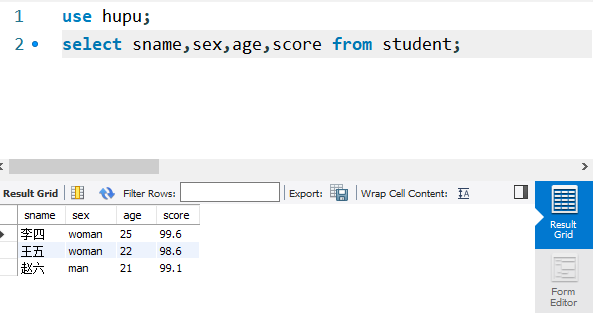 1 use hupu;
2 select sname,sex,age,score from student;
Result Grid Filter Rows: Export: Wrap Cell Content:
sname sex age score
李四 woman 25 99.6
王五 woman 22 98.6
赵六 man 21 99.1
Result
Grid
Form
Editor